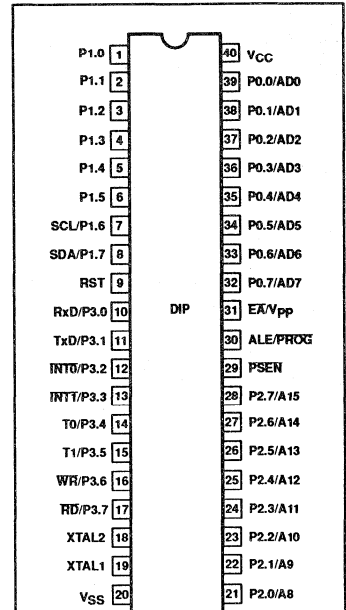 P1.0 1 40 VCC
P1.1 2 39 P0.0/AD0
P1.2 3 38 P0.1/AD1
P1.3 4 37 P0.2/AD2
P1.4 5 36 P0.3/AD3
P1.5 6 35 P0.4/AD4
SCL/P1.6 7 34 P0.5/AD5
SDA/P1.7 8 33 P0.6/AD6
RST 9 32 P0.7/AD7
RxD/P3.0 10 DIP 31 E̅A̅/VPP
TxD/P3.1 11 30 ALE/P̅R̅O̅G̅
I̅N̅T̅0̅/P3.2 12 29 P̅S̅E̅N̅
I̅N̅T̅1̅/P3.3 13 28 P2.7/A15
T0/P3.4 14 27 P2.6/A14
T1/P3.5 15 26 P2.5/A13
W̅R̅/P3.6 16 25 P2.4/A12
R̅D̅/P3.7 17 24 P2.3/A11
XTAL2 18 23 P2.2/A10
XTAL1 19 22 P2.1/A9
VSS 20 21 P2.0/A8